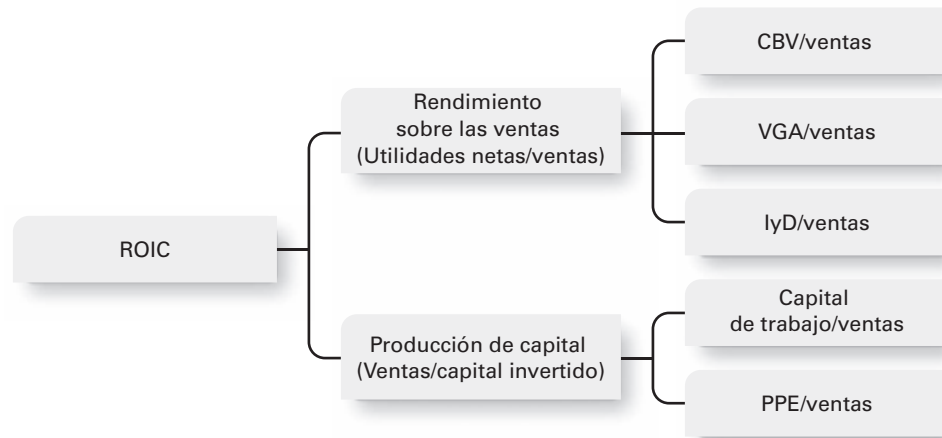 CBV/ventas
Rendimiento
sobre las ventas
(Utilidades netas/ventas)
VGA/ventas
IyD/ventas
ROIC
Capital
de trabajo/ventas
Producción de capital
(Ventas/capital invertido)
PPE/ventas